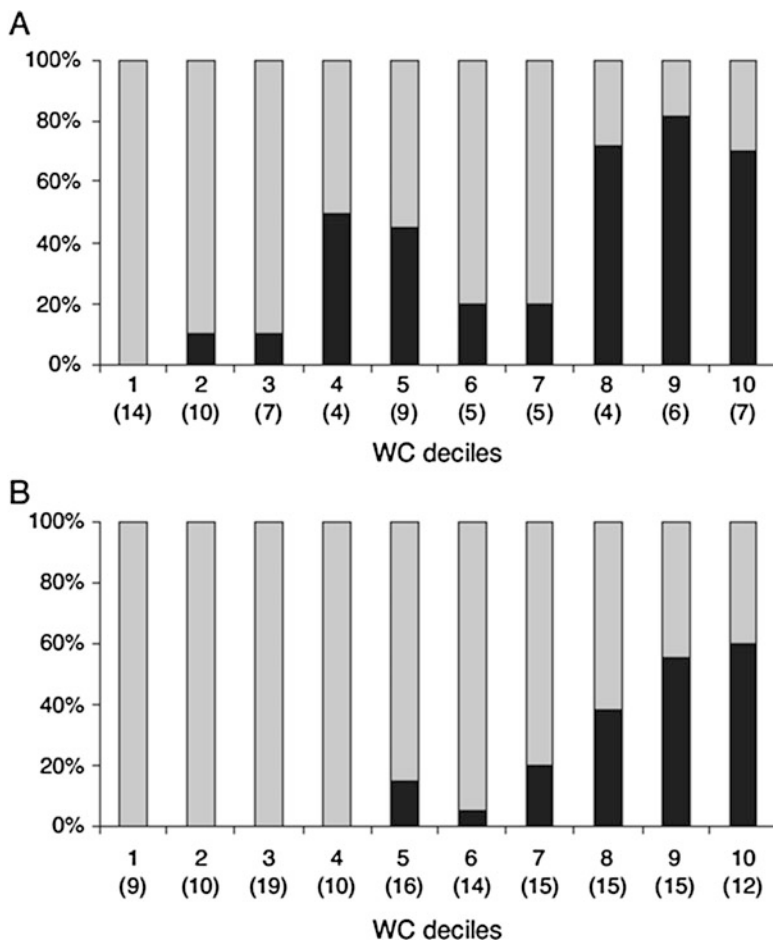 A
100%
80%
60%
40%
20%
0%
1 2 3 4 5 6 7 8 9 10
(14) (10) (7) (4) (9) (5) (5) (4) (6) (7)
WC deciles
B
100%
80%
60%
40%
20%
0%
1 2 3 4 5 6 7 8 9 10
(9) (10) (19) (10) (16) (14) (15) (15) (15) (12)
WC deciles